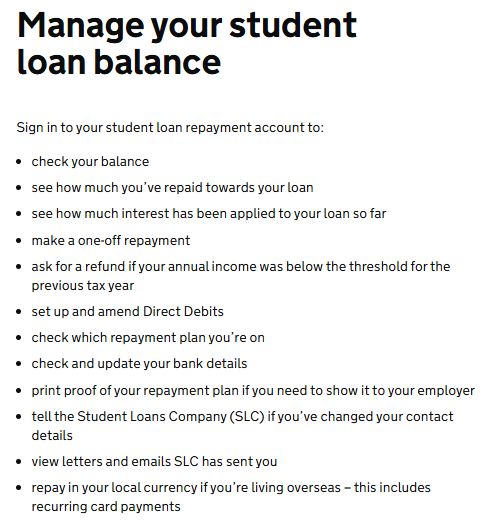 Manage your student
loan balance
Sign in to your student loan repayment account to:
• check your balance
• see how much you’ve repaid towards your loan
• see how much interest has been applied to your loan so far
• make a one-off repayment
• ask for a refund if your annual income was below the threshold for the
previous tax year
• set up and amend Direct Debits
• check which repayment plan you’re on
• check and update your bank details
• print proof of your repayment plan if you need to show it to your employer
• tell the Student Loans Company (SLC) if you’ve changed your contact
details
• view letters and emails SLC has sent you
• repay in your local currency if you’re living overseas – this includes
recurring card payments